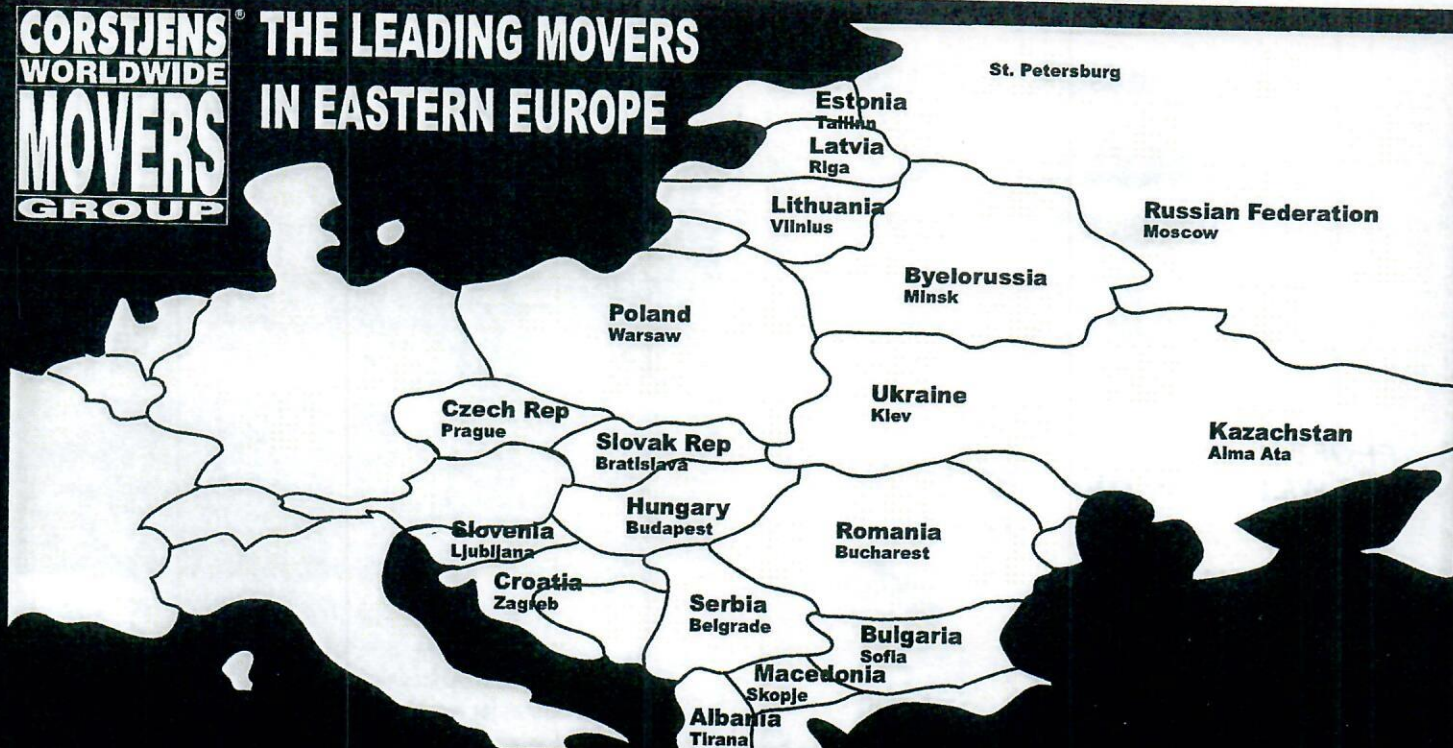 CORSTJENS®
WORLDWIDE
MOVERS
GROUP
THE LEADING MOVERS
IN EASTERN EUROPE
St. Petersburg
Estonia
Tallinn
Latvia
Riga
Lithuania
Vilnius
Russian Federation
Moscow
Byelorussia
Minsk
Poland
Warsaw
Ukraine
Kiev
Czech Rep
Prague
Slovak Rep
Bratislava
Kazachstan
Alma Ata
Hungary
Budapest
Slovenia
Ljubljana
Romania
Bucharest
Croatia
Zagreb
Serbia
Belgrade
Bulgaria
Sofia
Macedonia
Skopje
Albania
Tirana